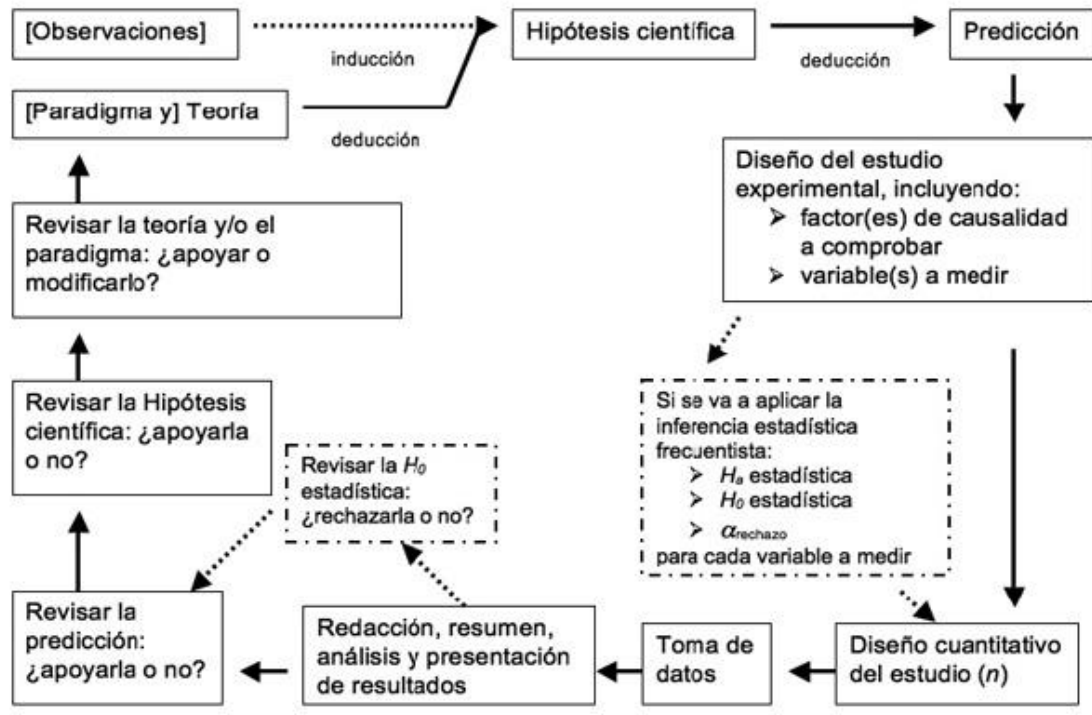 [Observaciones]
inducción
Hipótesis científica
deducción
Predicción
[Paradigma y] Teoría
deducción
Diseño del estudio
experimental, incluyendo:
➢ factor(es) de causalidad
a comprobar
➢ variable(s) a medir
Si se va a aplicar la
inferencia estadística
frecuentista:
➢ Ha estadística
➢ H0 estadística
➢ αrechazo
para cada variable a medir
Diseño cuantitativo
del estudio (n)
Toma de
datos
Redacción, resumen,
análisis y presentación
de resultados
Revisar la H0
estadística:
¿rechazarla o no?
Revisar la
predicción:
¿apoyarla o no?
Revisar la Hipótesis
científica: ¿apoyarla
o no?
Revisar la teoría y/o el
paradigma: ¿apoyar o
modificarlo?